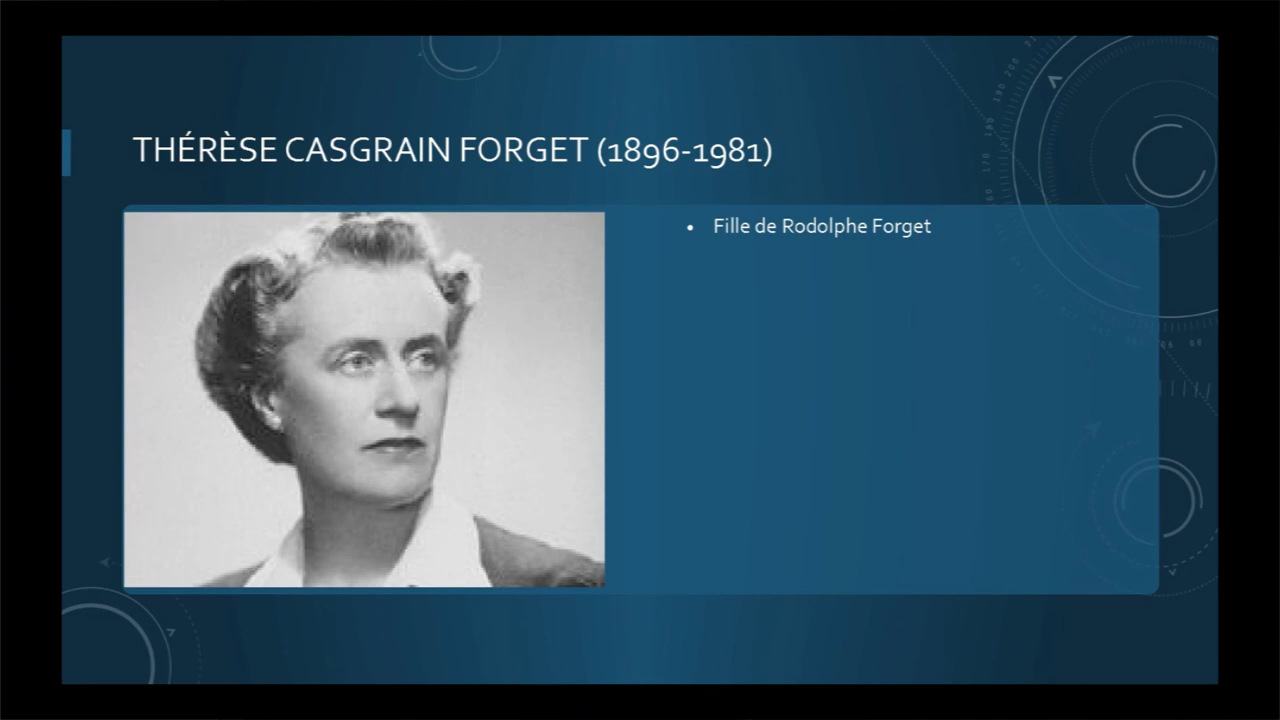 THÉRÈSE CASGRAIN FORGET (1896-1981)
• Fille de Rodolphe Forget